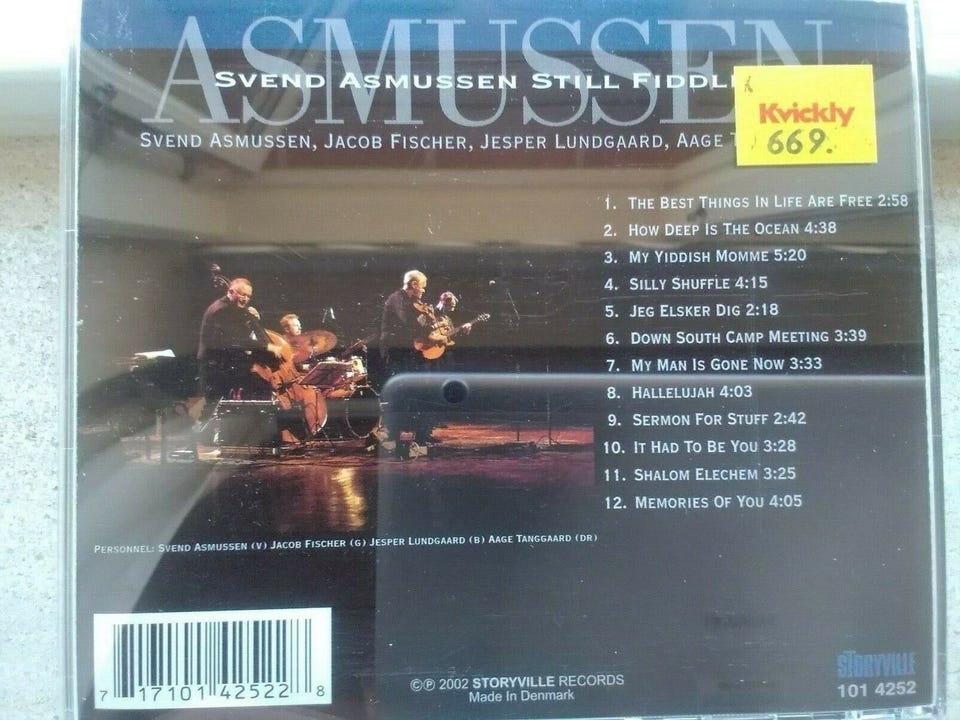 ASMUSSEN
SVEND ASMUSSEN STILL FIDDL
Kvickly
669.
SVEND ASMUSSEN, JACOB FISCHER, JESPER LUNDGAARD, AAGE T
1. THE BEST THINGS IN LIFE ARE FREE 2:58
2. HOW DEEP IS THE OCEAN 4:38
3. MY YIDDISH MOMME 5:20
4. SILLY SHUFFLE 4:15
5. JEG ELSKER DIG 2:18
6. DOWN SOUTH CAMP MEETING 3:39
7. MY MAN IS GONE NOW 3:33
8. HALLELUJAH 4:03
9. SERMON FOR STUFF 2:42
10. IT HAD TO BE YOU 3:28
11. SHALOM ELECHEM 3:25
12. MEMORIES OF YOU 4:05
PERSONNEL: SVEND ASMUSSEN (V) JACOB FISCHER (G) JESPER LUNDGAARD (B) AAGE TANGGAARD (DR)
7 17101 42522 8
©℗ 2002 STORYVILLE RECORDS
Made In Denmark
STORYVILLE
101 4252